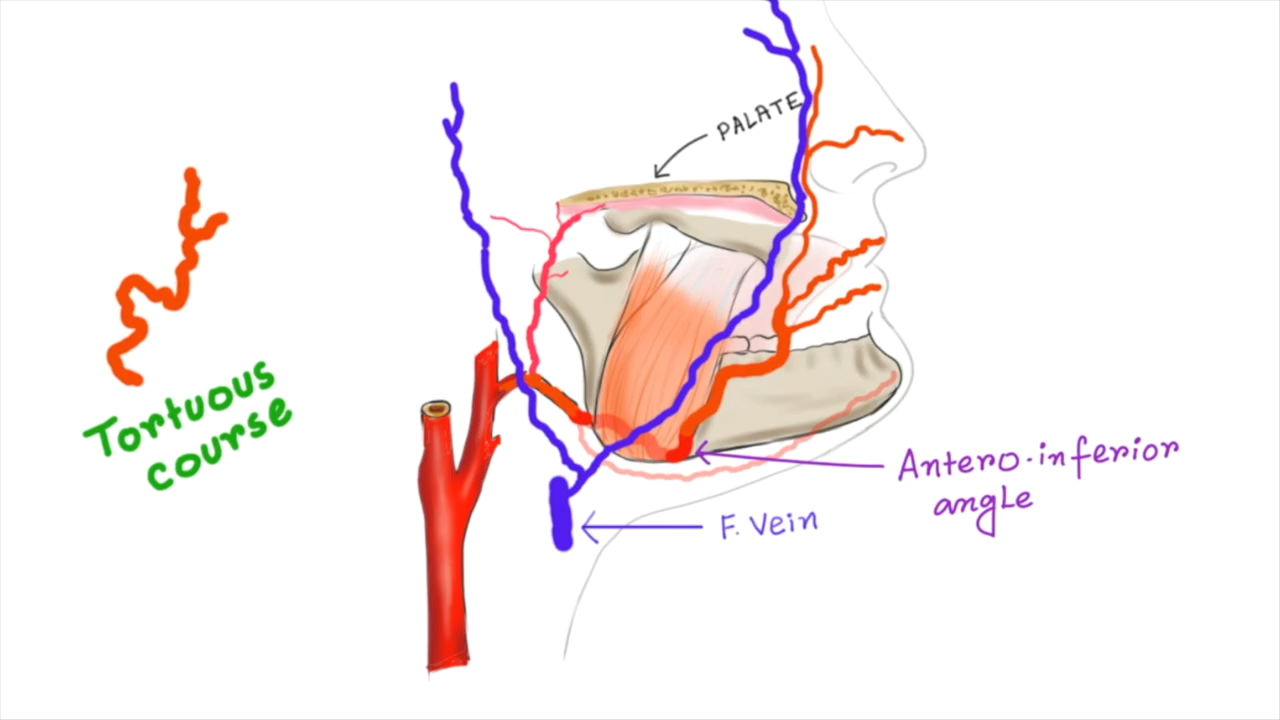 PALATE
Tortuous
course
Antero-inferior
angle
F. Vein